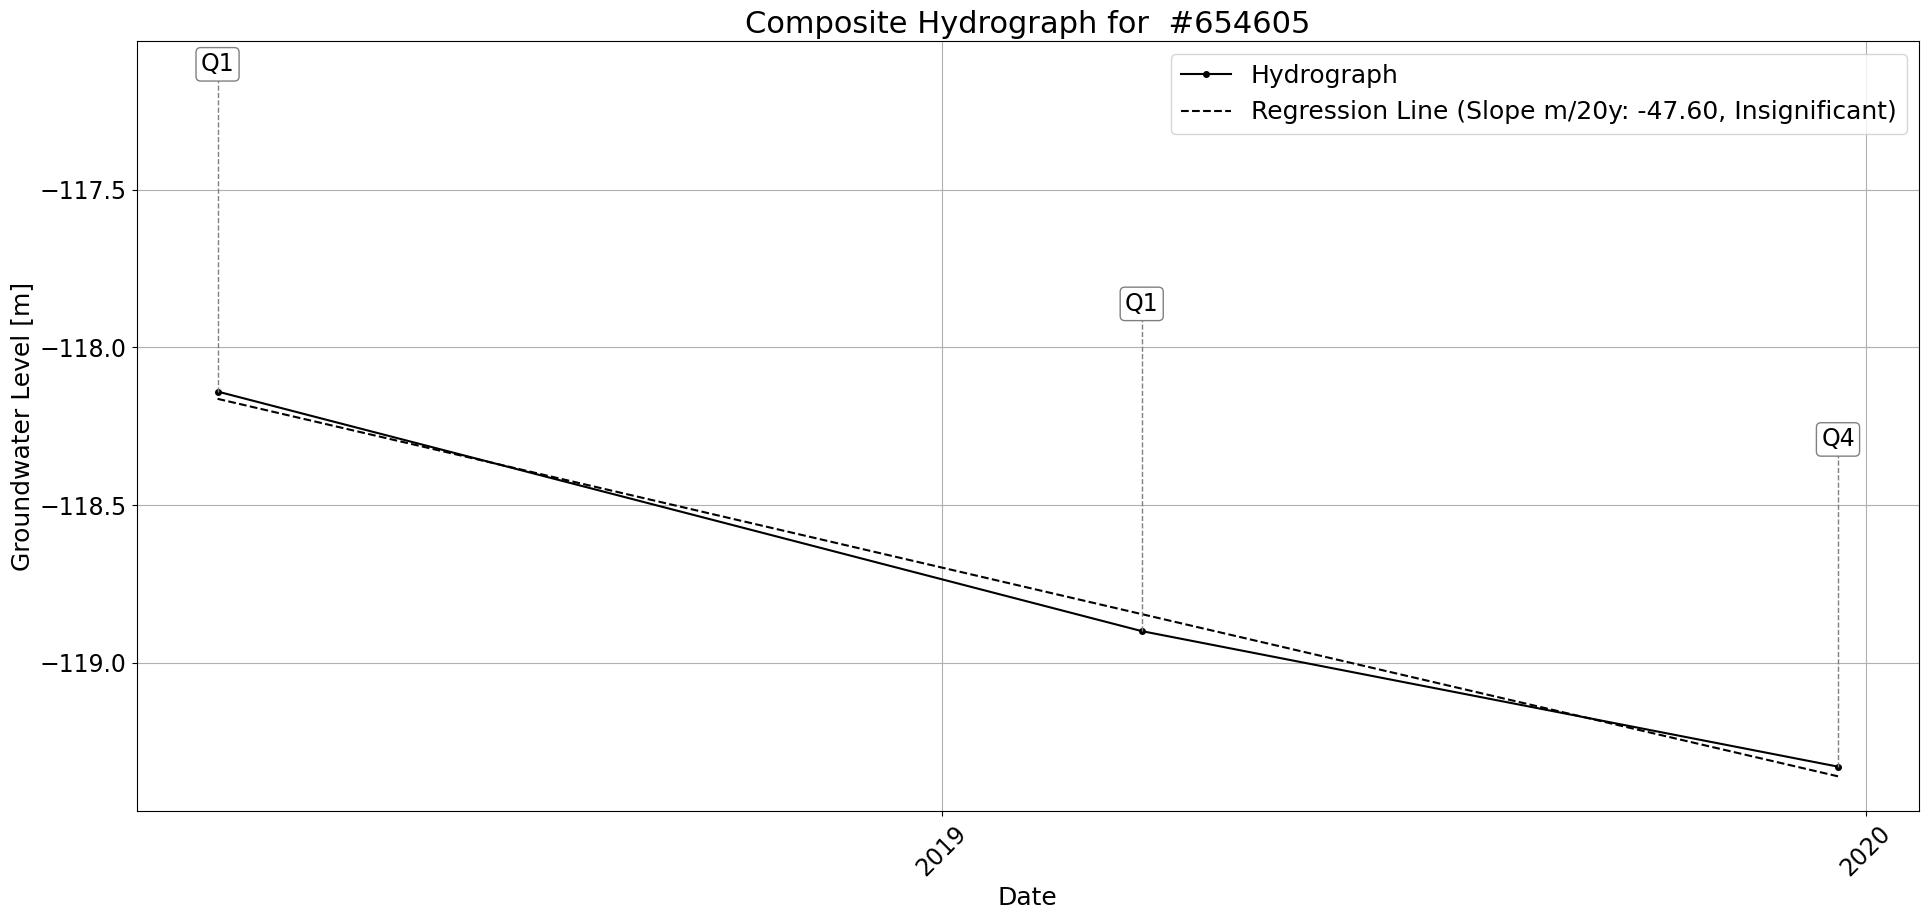 Composite Hydrograph for  #654605
Q1
Hydrograph
Regression Line (Slope m/20y: -47.60, Insignificant)
−117.5
Q1
−118.0
Q4
−118.5
−119.0
Groundwater Level [m]
2019
2020
Date